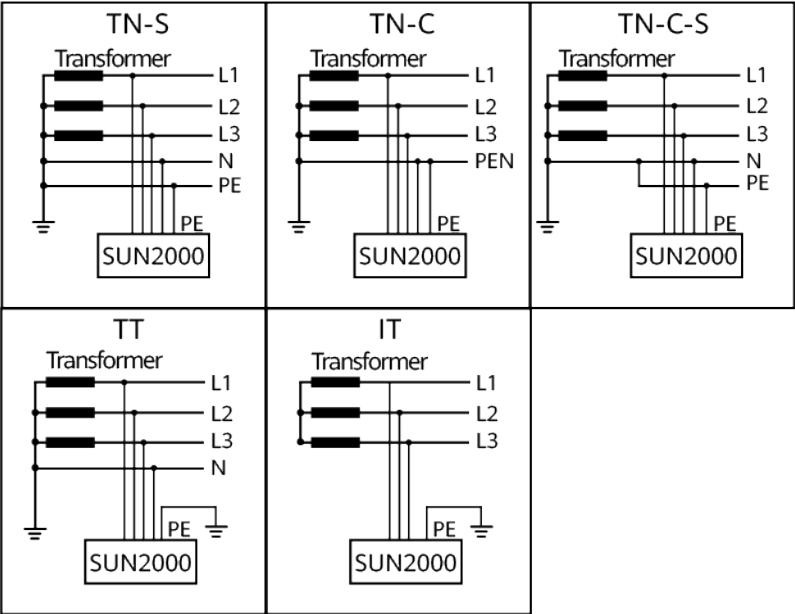 TN-S
Transformer
L1
L2
L3
N
PE
PE
SUN2000
TN-C
Transformer
L1
L2
L3
PEN
SUN2000
TN-C-S
Transformer
L1
L2
L3
N
PE
PE
SUN2000
TT
Transformer
L1
L2
L3
N
PE
SUN2000
IT
Transformer
L1
L2
L3
PE
SUN2000